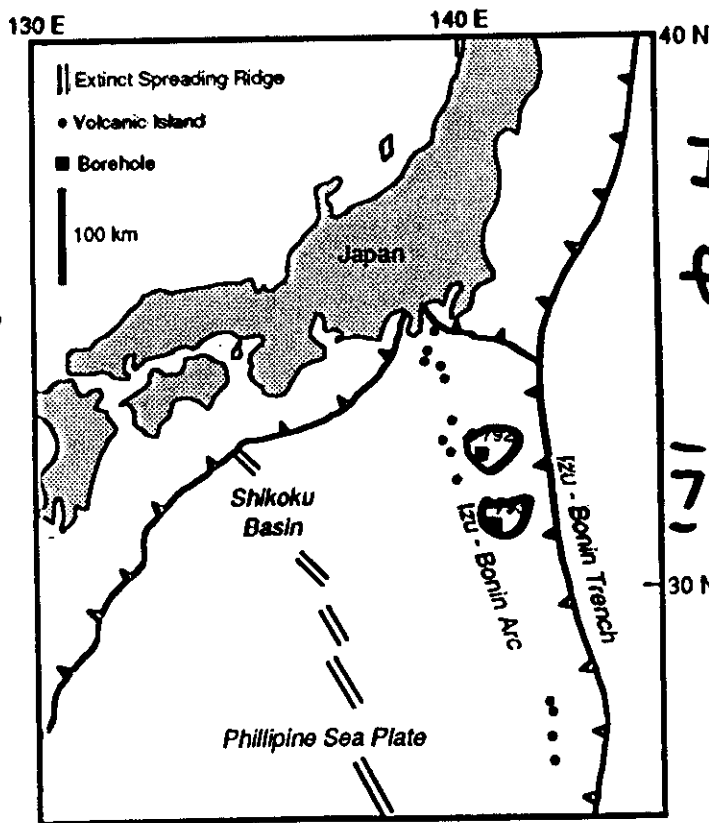 130 E
140 E
40 N
Extinct Spreading Ridge
Volcanic Island
Borehole
100 km
Japan
792
Shikoku
Basin
Izu - Bonin Arc
Izu - Bonin Trench
30 N
Phillipine Sea Plate